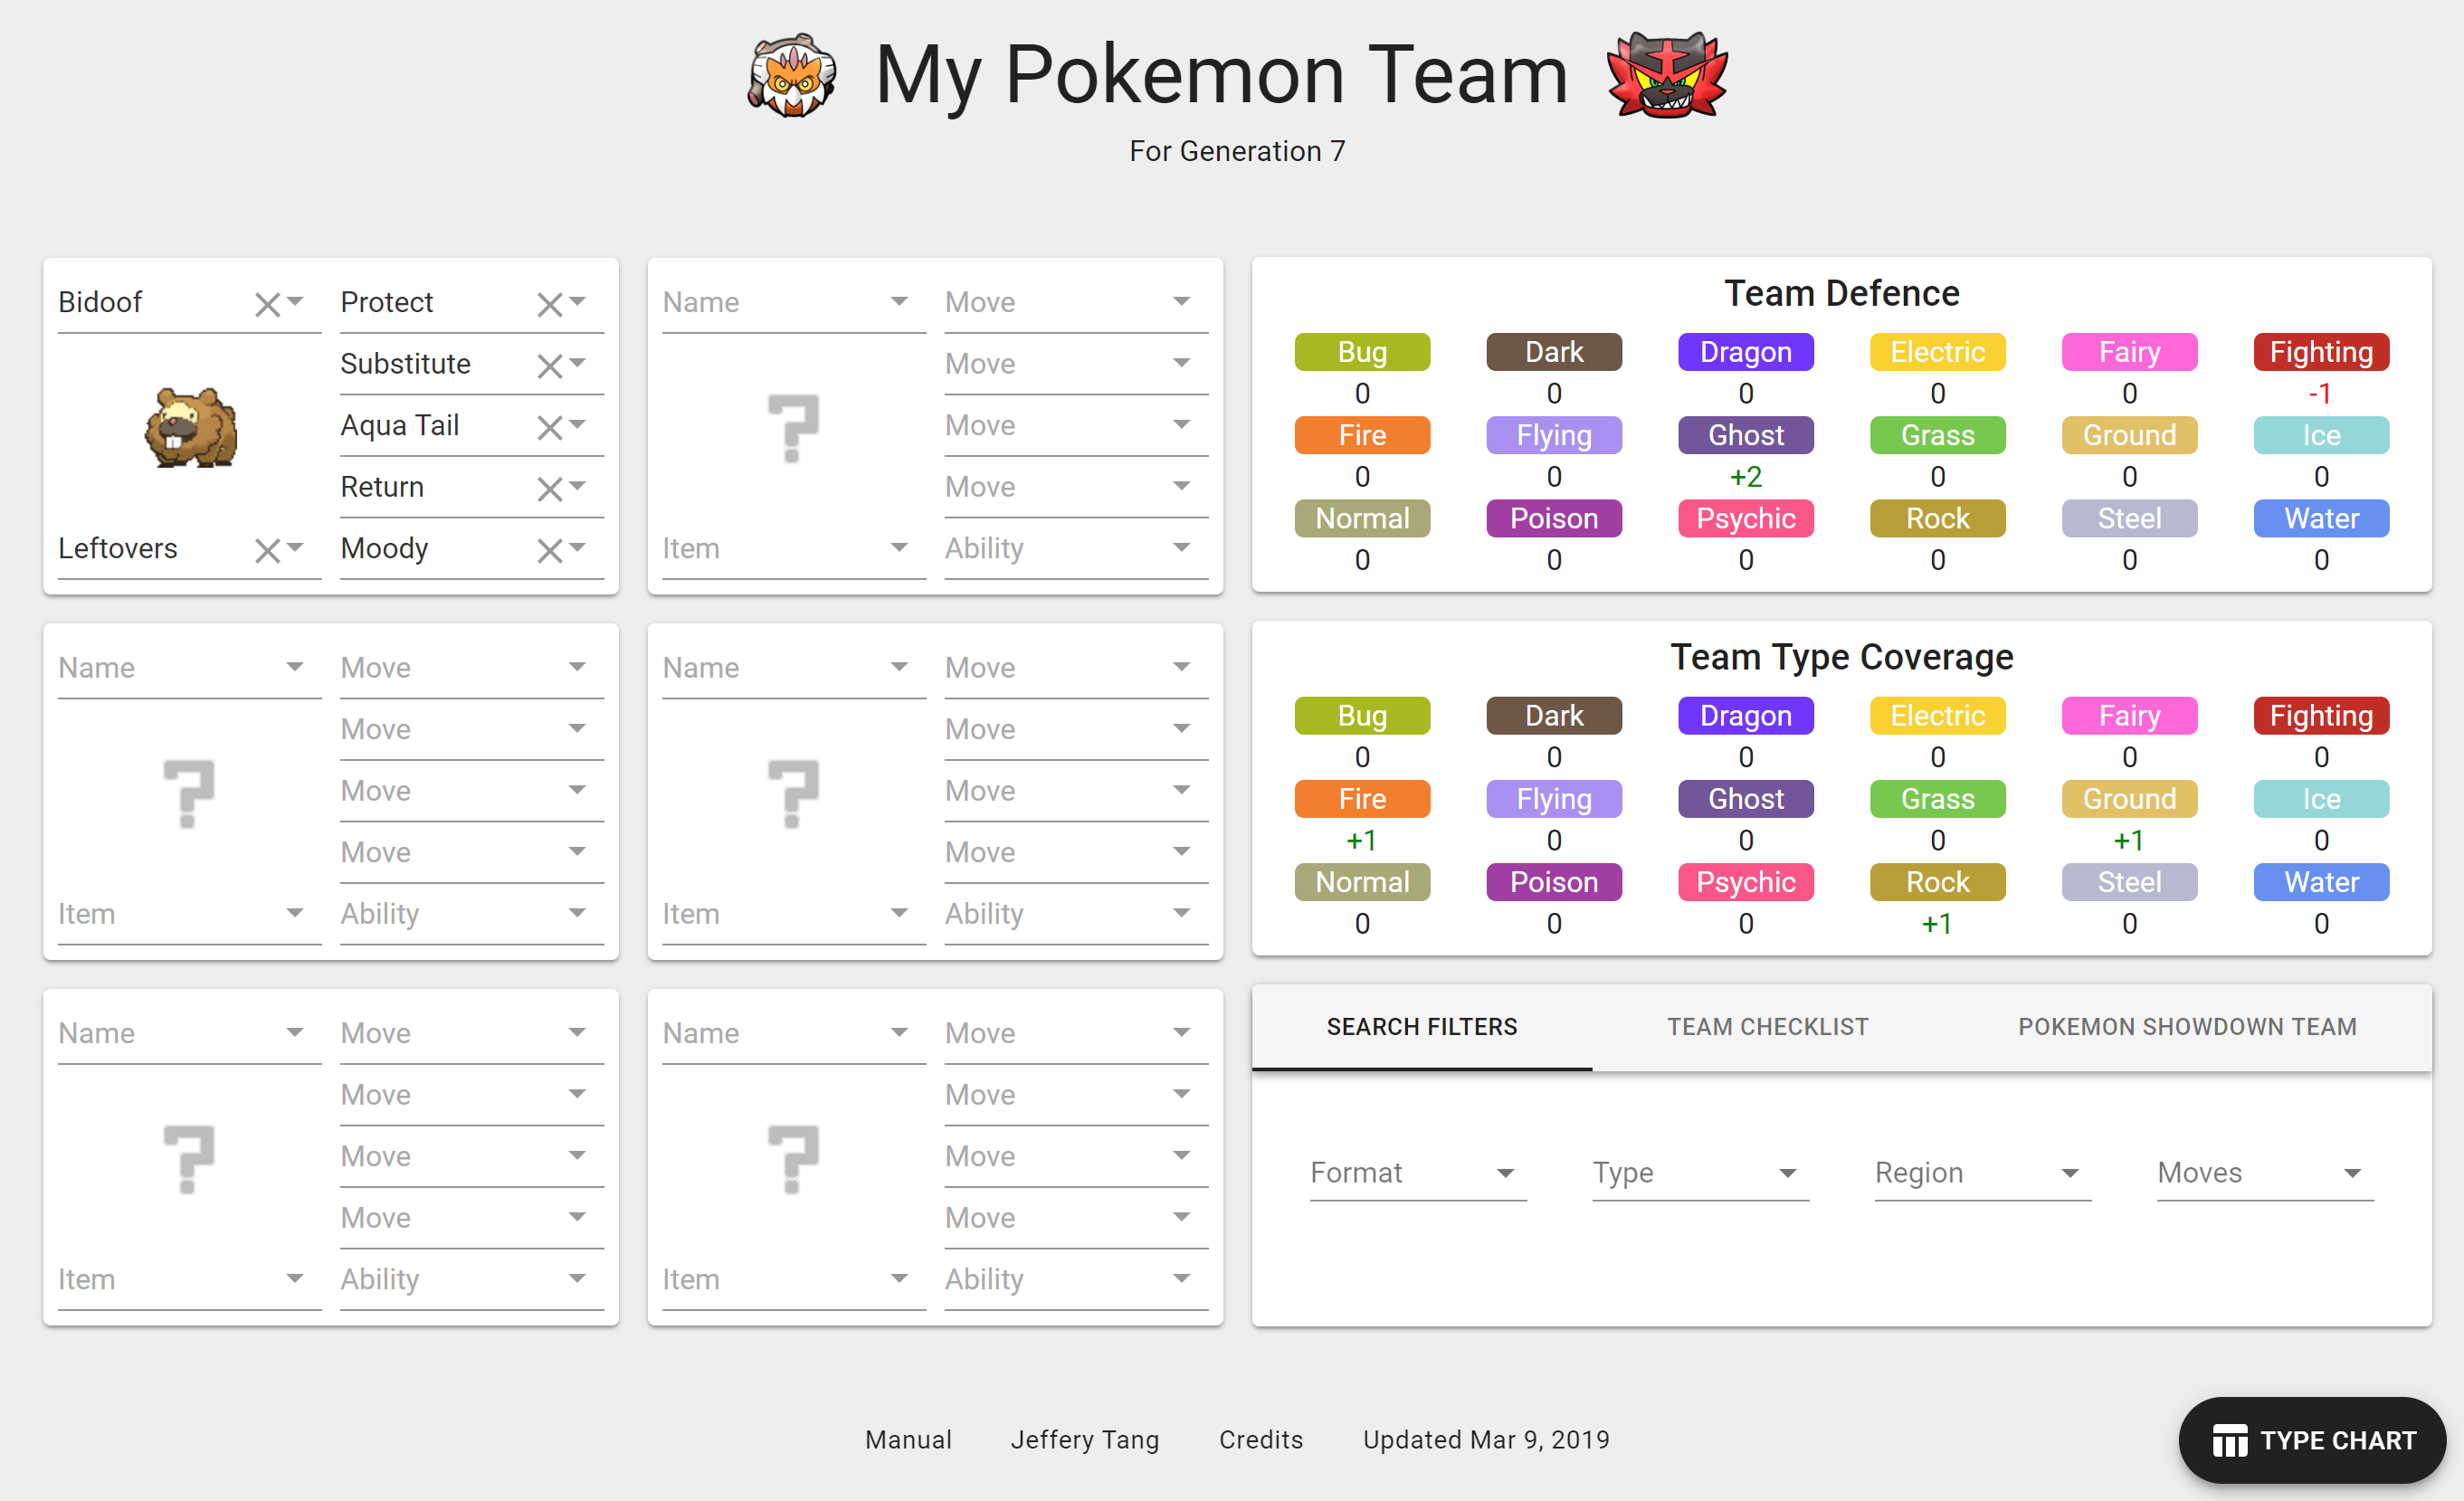 My Pokemon Team
For Generation 7
Bidoof
Protect
Substitute
Aqua Tail
Return
Leftovers
Moody
Name
Move
Move
Move
Move
Item
Ability
Team Defence
Bug Dark Dragon Electric Fairy Fighting
0 0 0 0 0 -1
Fire Flying Ghost Grass Ground Ice
0 0 +2 0 0 0
Normal Poison Psychic Rock Steel Water
0 0 0 0 0 0
Name
Move
Move
Move
Move
Item
Ability
Name
Move
Move
Move
Move
Item
Ability
Team Type Coverage
Bug Dark Dragon Electric Fairy Fighting
0 0 0 0 0 0
Fire Flying Ghost Grass Ground Ice
+1 0 0 0 +1 0
Normal Poison Psychic Rock Steel Water
0 0 0 +1 0 0
Name
Move
Move
Move
Move
Item
Ability
Name
Move
Move
Move
Move
Item
Ability
SEARCH FILTERS TEAM CHECKLIST POKEMON SHOWDOWN TEAM
Format Type Region Moves
Manual Jeffery Tang Credits Updated Mar 9, 2019
TYPE CHART